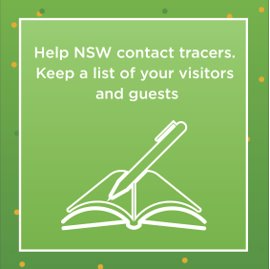 Help NSW contact tracers.
Keep a list of your visitors
and guests